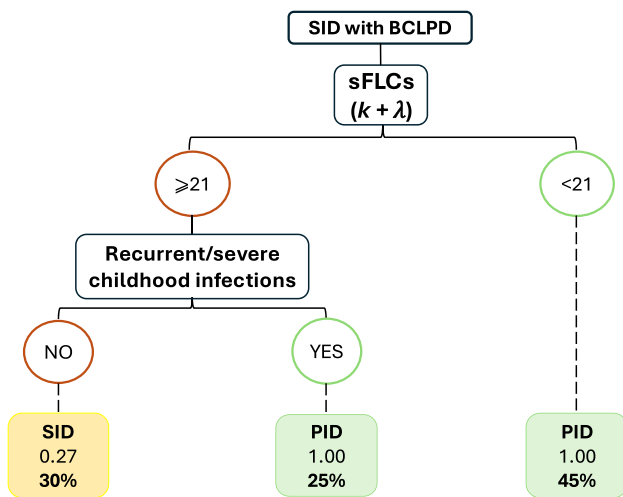 SID with BCLPD
sFLCs
(k + λ)
⩾21
<21
Recurrent/severe
childhood infections
NO
YES
SID
0.27
30%
PID
1.00
25%
PID
1.00
45%